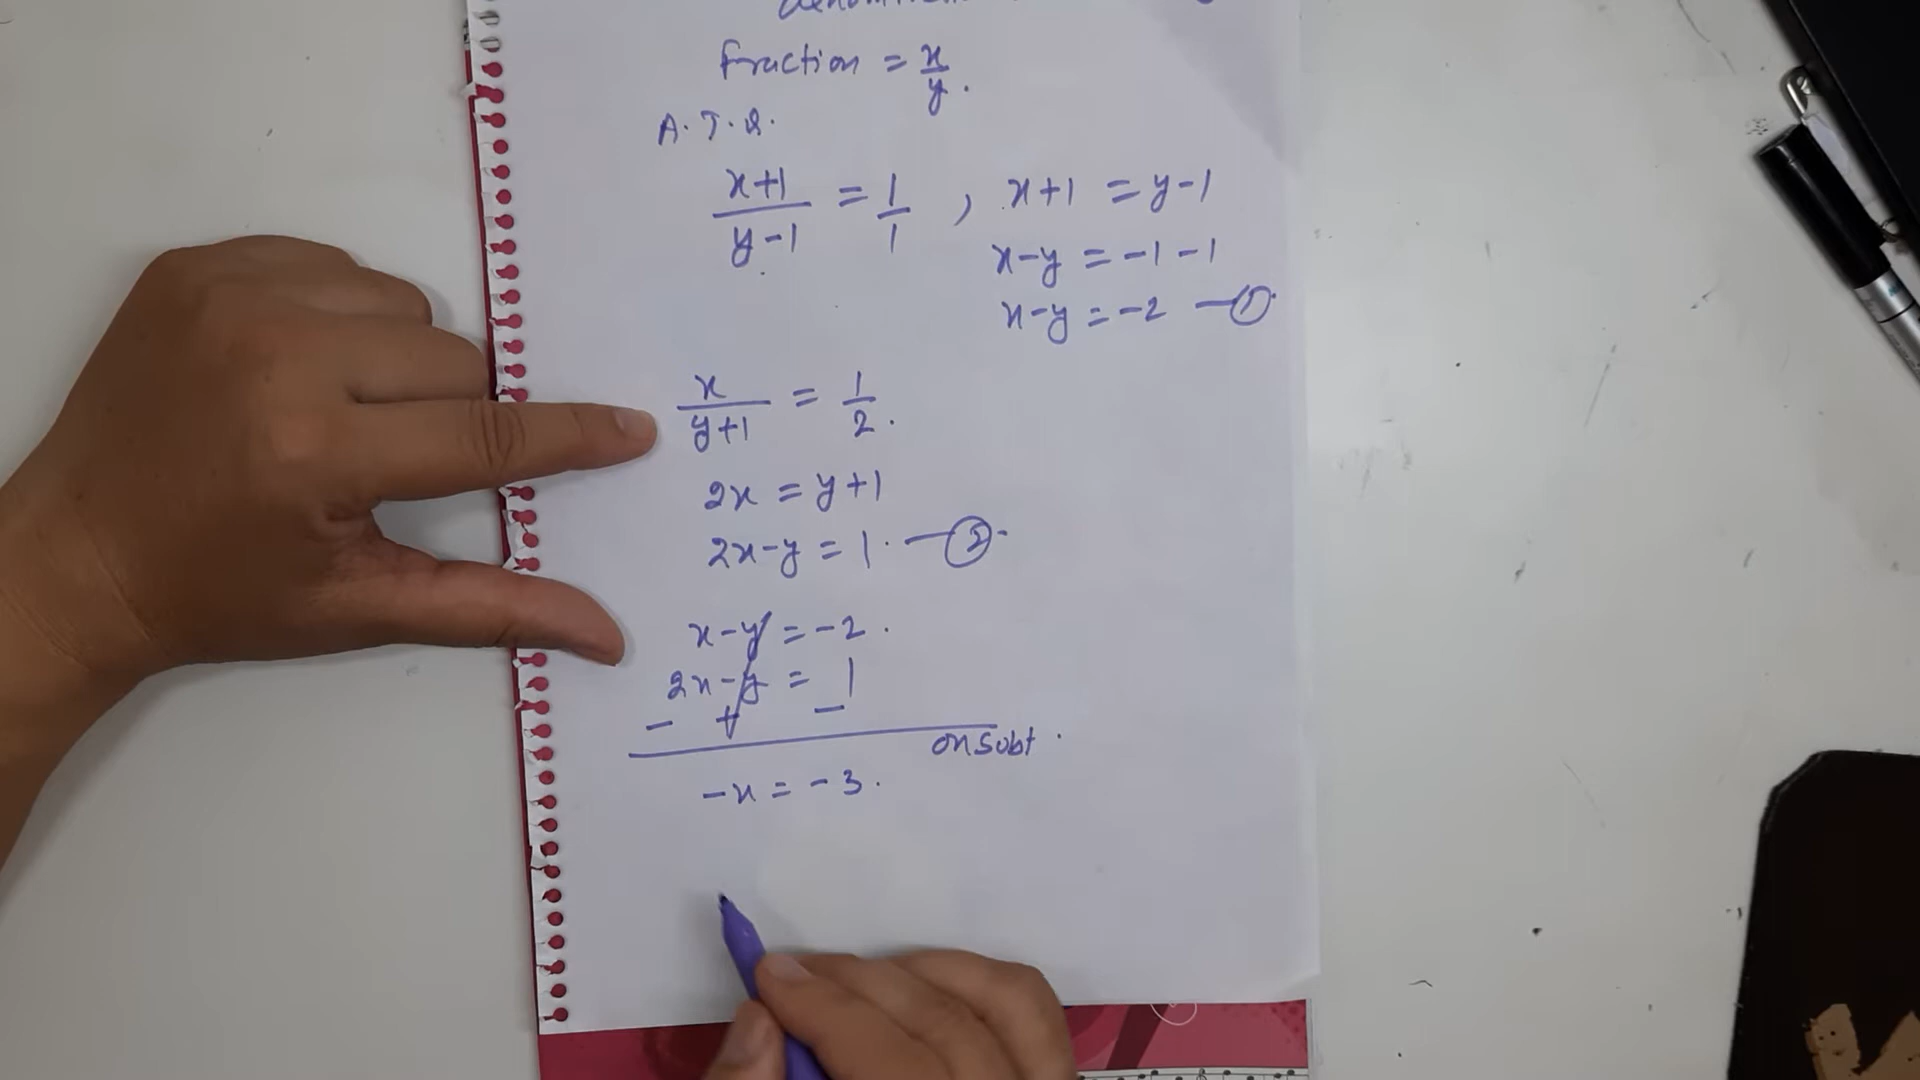 Fraction = x/y.
A.T.Q.
x+1/y-1 = 1/1 , x+1 = y-1
x-y = -1 -1
x-y = -2 —①
x/y+1 = 1/2.
2x = y+1
2x-y = 1. —②.
x-y = -2.
2x-y = 1
- + -
on subt.
-x = -3.